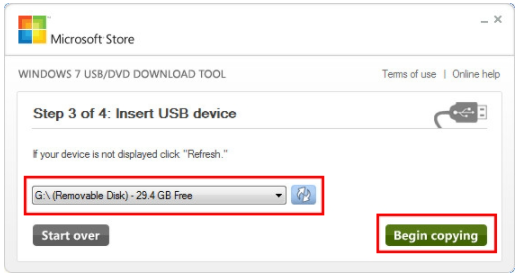 Microsoft Store
WINDOWS 7 USB/DVD DOWNLOAD TOOL
Terms of use | Online help
Step 3 of 4: Insert USB device
If your device is not displayed click "Refresh."
G:\ (Removable Disk) - 29.4 GB Free
Start over
Begin copying